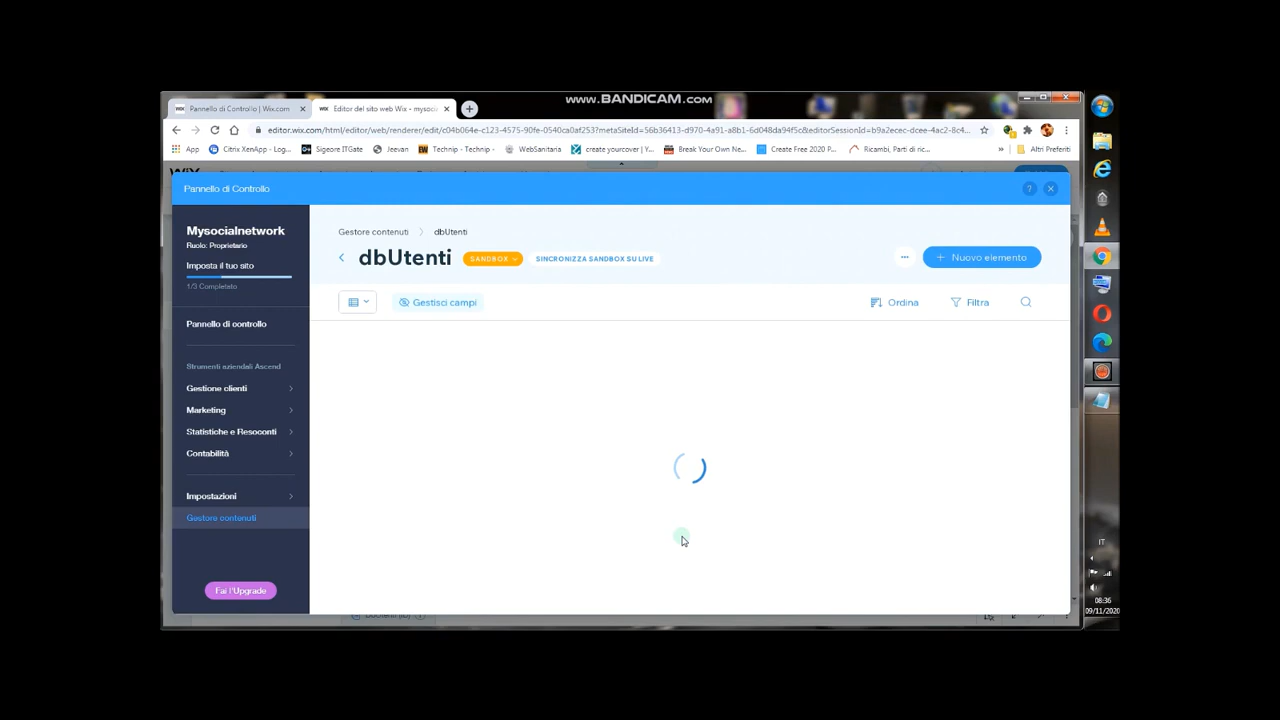 www.BANDICAM.com
Pannello di Controllo | Wix.com
Editor del sito web Wix - mysoci
editor.wix.com/html/editor/web/renderer/edit/c04b064e-c123-4575-90fe-0540ca0af253?metaSiteId=56b36413-d970-4a91-a8b1-6d048da94f5c&editorSessionId=b9a2ecec-dcee-4ac2-8c4...
App
Citrix XenApp - Log...
Sigeore ITGate
Jeevan
Technip - Technip -
WebSanitaria
create yourcover | Y...
Break Your Own Ne...
Create Free 2020 P...
Ricambi, Parti di ric...
»
Altri Preferiti
Pannello di Controllo
?
Mysocialnetwork
Ruolo: Proprietario
Imposta il tuo sito
1/3 Completato
Pannello di controllo
Strumenti aziendali Ascend
Gestione clienti
Marketing
Statistiche e Resoconti
Contabilità
Impostazioni
Gestore contenuti
Fai l'Upgrade
Gestore contenuti
dbUtenti
dbUtenti
SANDBOX
SINCRONIZZA SANDBOX SU LIVE
+ Nuovo elemento
Gestisci campi
Ordina
Filtra
IT
08:36
09/11/2020